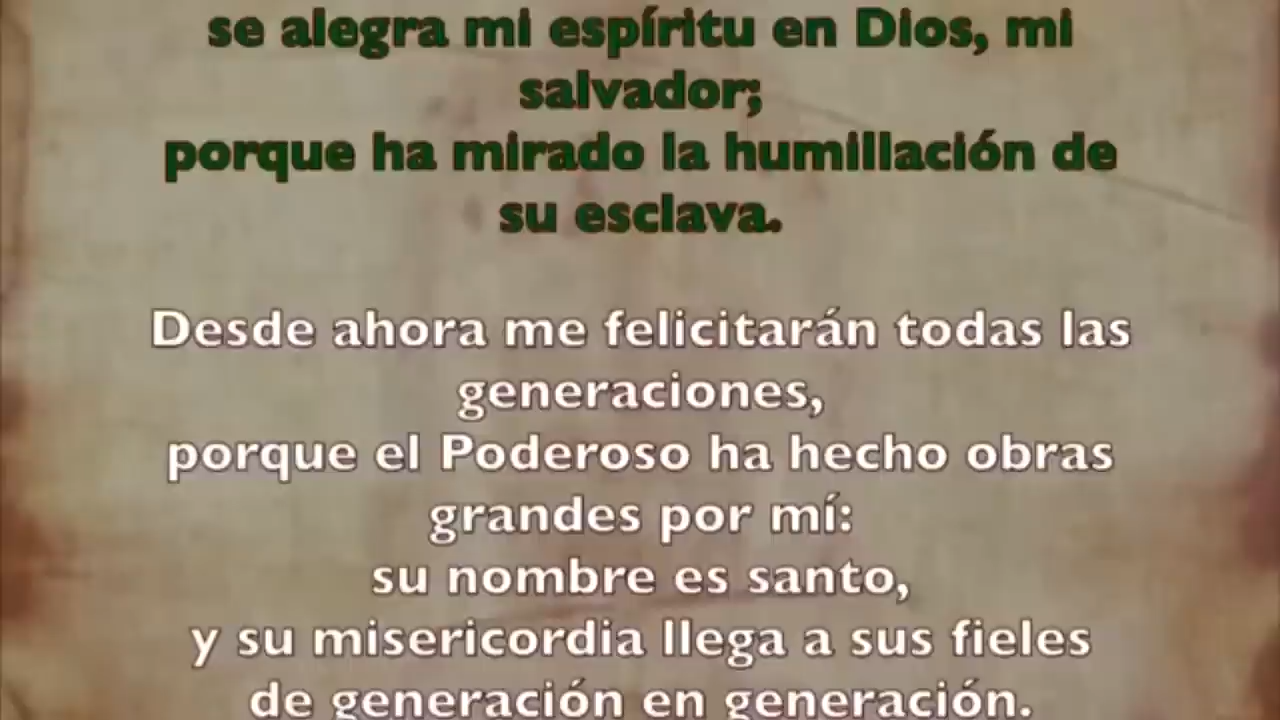 se alegra mi espíritu en Dios, mi
salvador;
porque ha mirado la humillación de
su esclava.
Desde ahora me felicitarán todas las
generaciones,
porque el Poderoso ha hecho obras
grandes por mí:
su nombre es santo,
y su misericordia llega a sus fieles
de generación en generación.